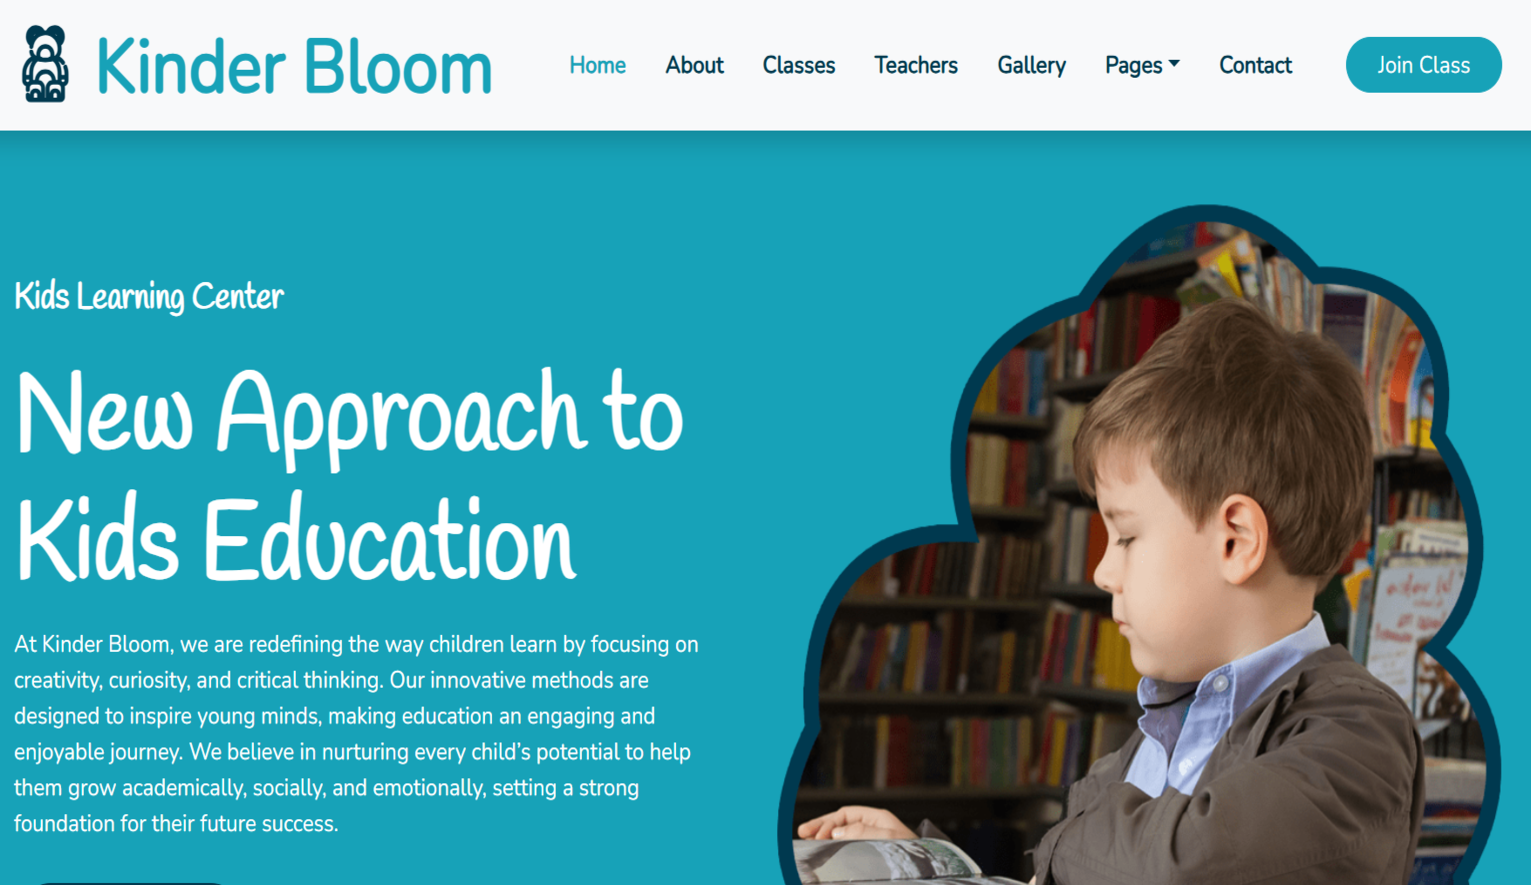 Kinder Bloom
Home About Classes Teachers Gallery Pages Contact Join Class
Kids Learning Center
New Approach to
Kids Education
At Kinder Bloom, we are redefining the way children learn by focusing on
creativity, curiosity, and critical thinking. Our innovative methods are
designed to inspire young minds, making education an engaging and
enjoyable journey. We believe in nurturing every child’s potential to help
them grow academically, socially, and emotionally, setting a strong
foundation for their future success.